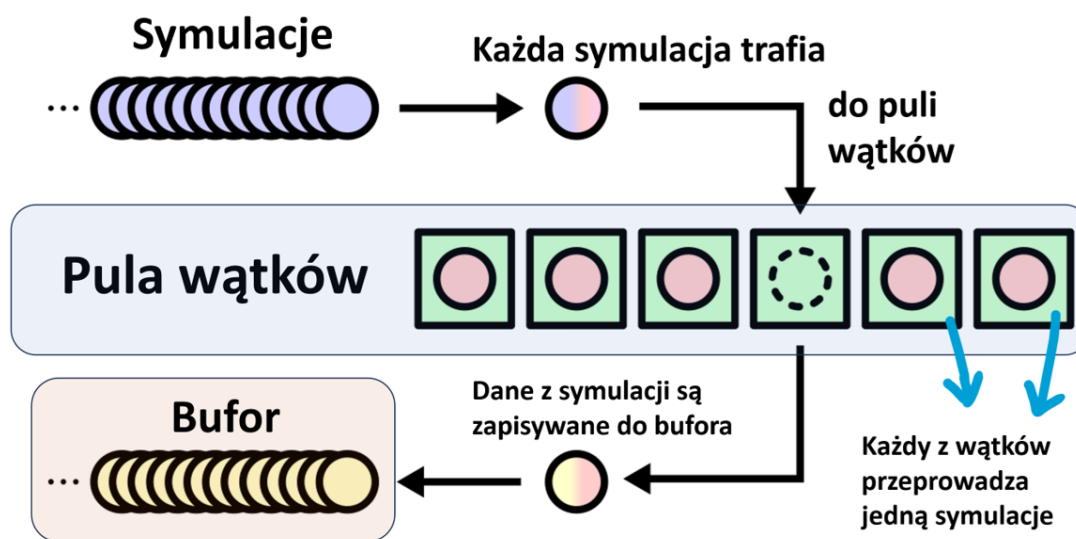 Symulacje
Każda symulacja trafia
...
do puli
wątków
Pula wątków
Dane z symulacji są
zapisywane do bufora
Bufor
...
Każdy z wątków
przeprowadza
jedną symulacje